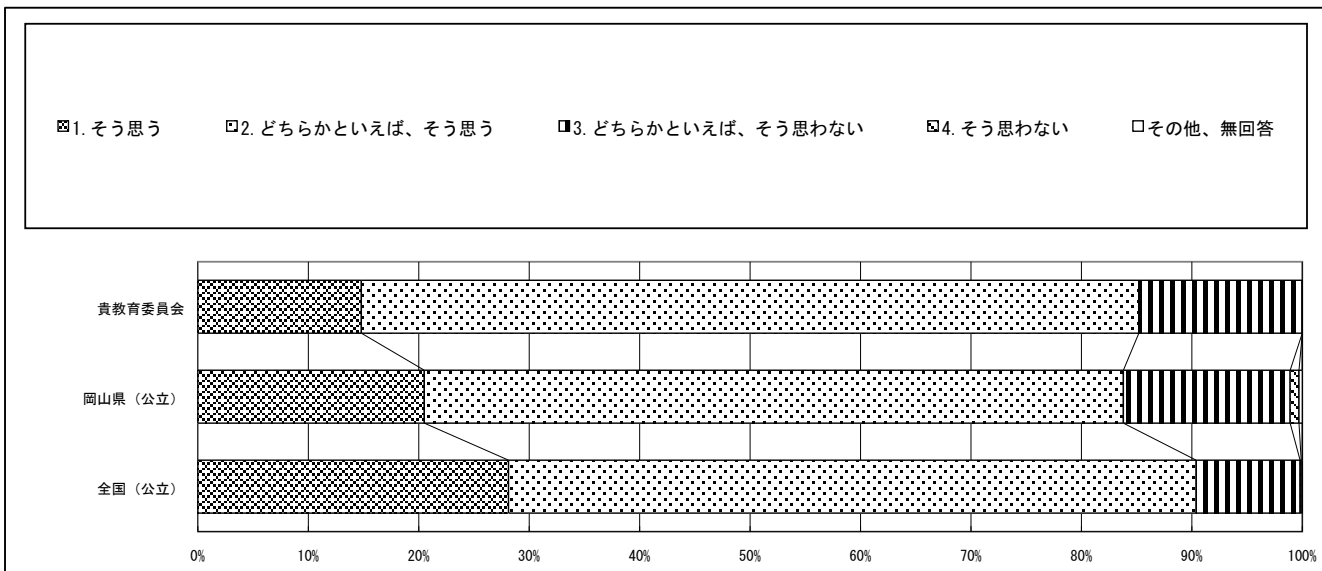 1. そう思う 2. どちらかといえば、そう思う 3. どちらかといえば、そう思わない 4. そう思わない その他、無回答
貴教育委員会
岡山県（公立）
全国（公立）
0% 10% 20% 30% 40% 50% 60% 70% 80% 90% 100%